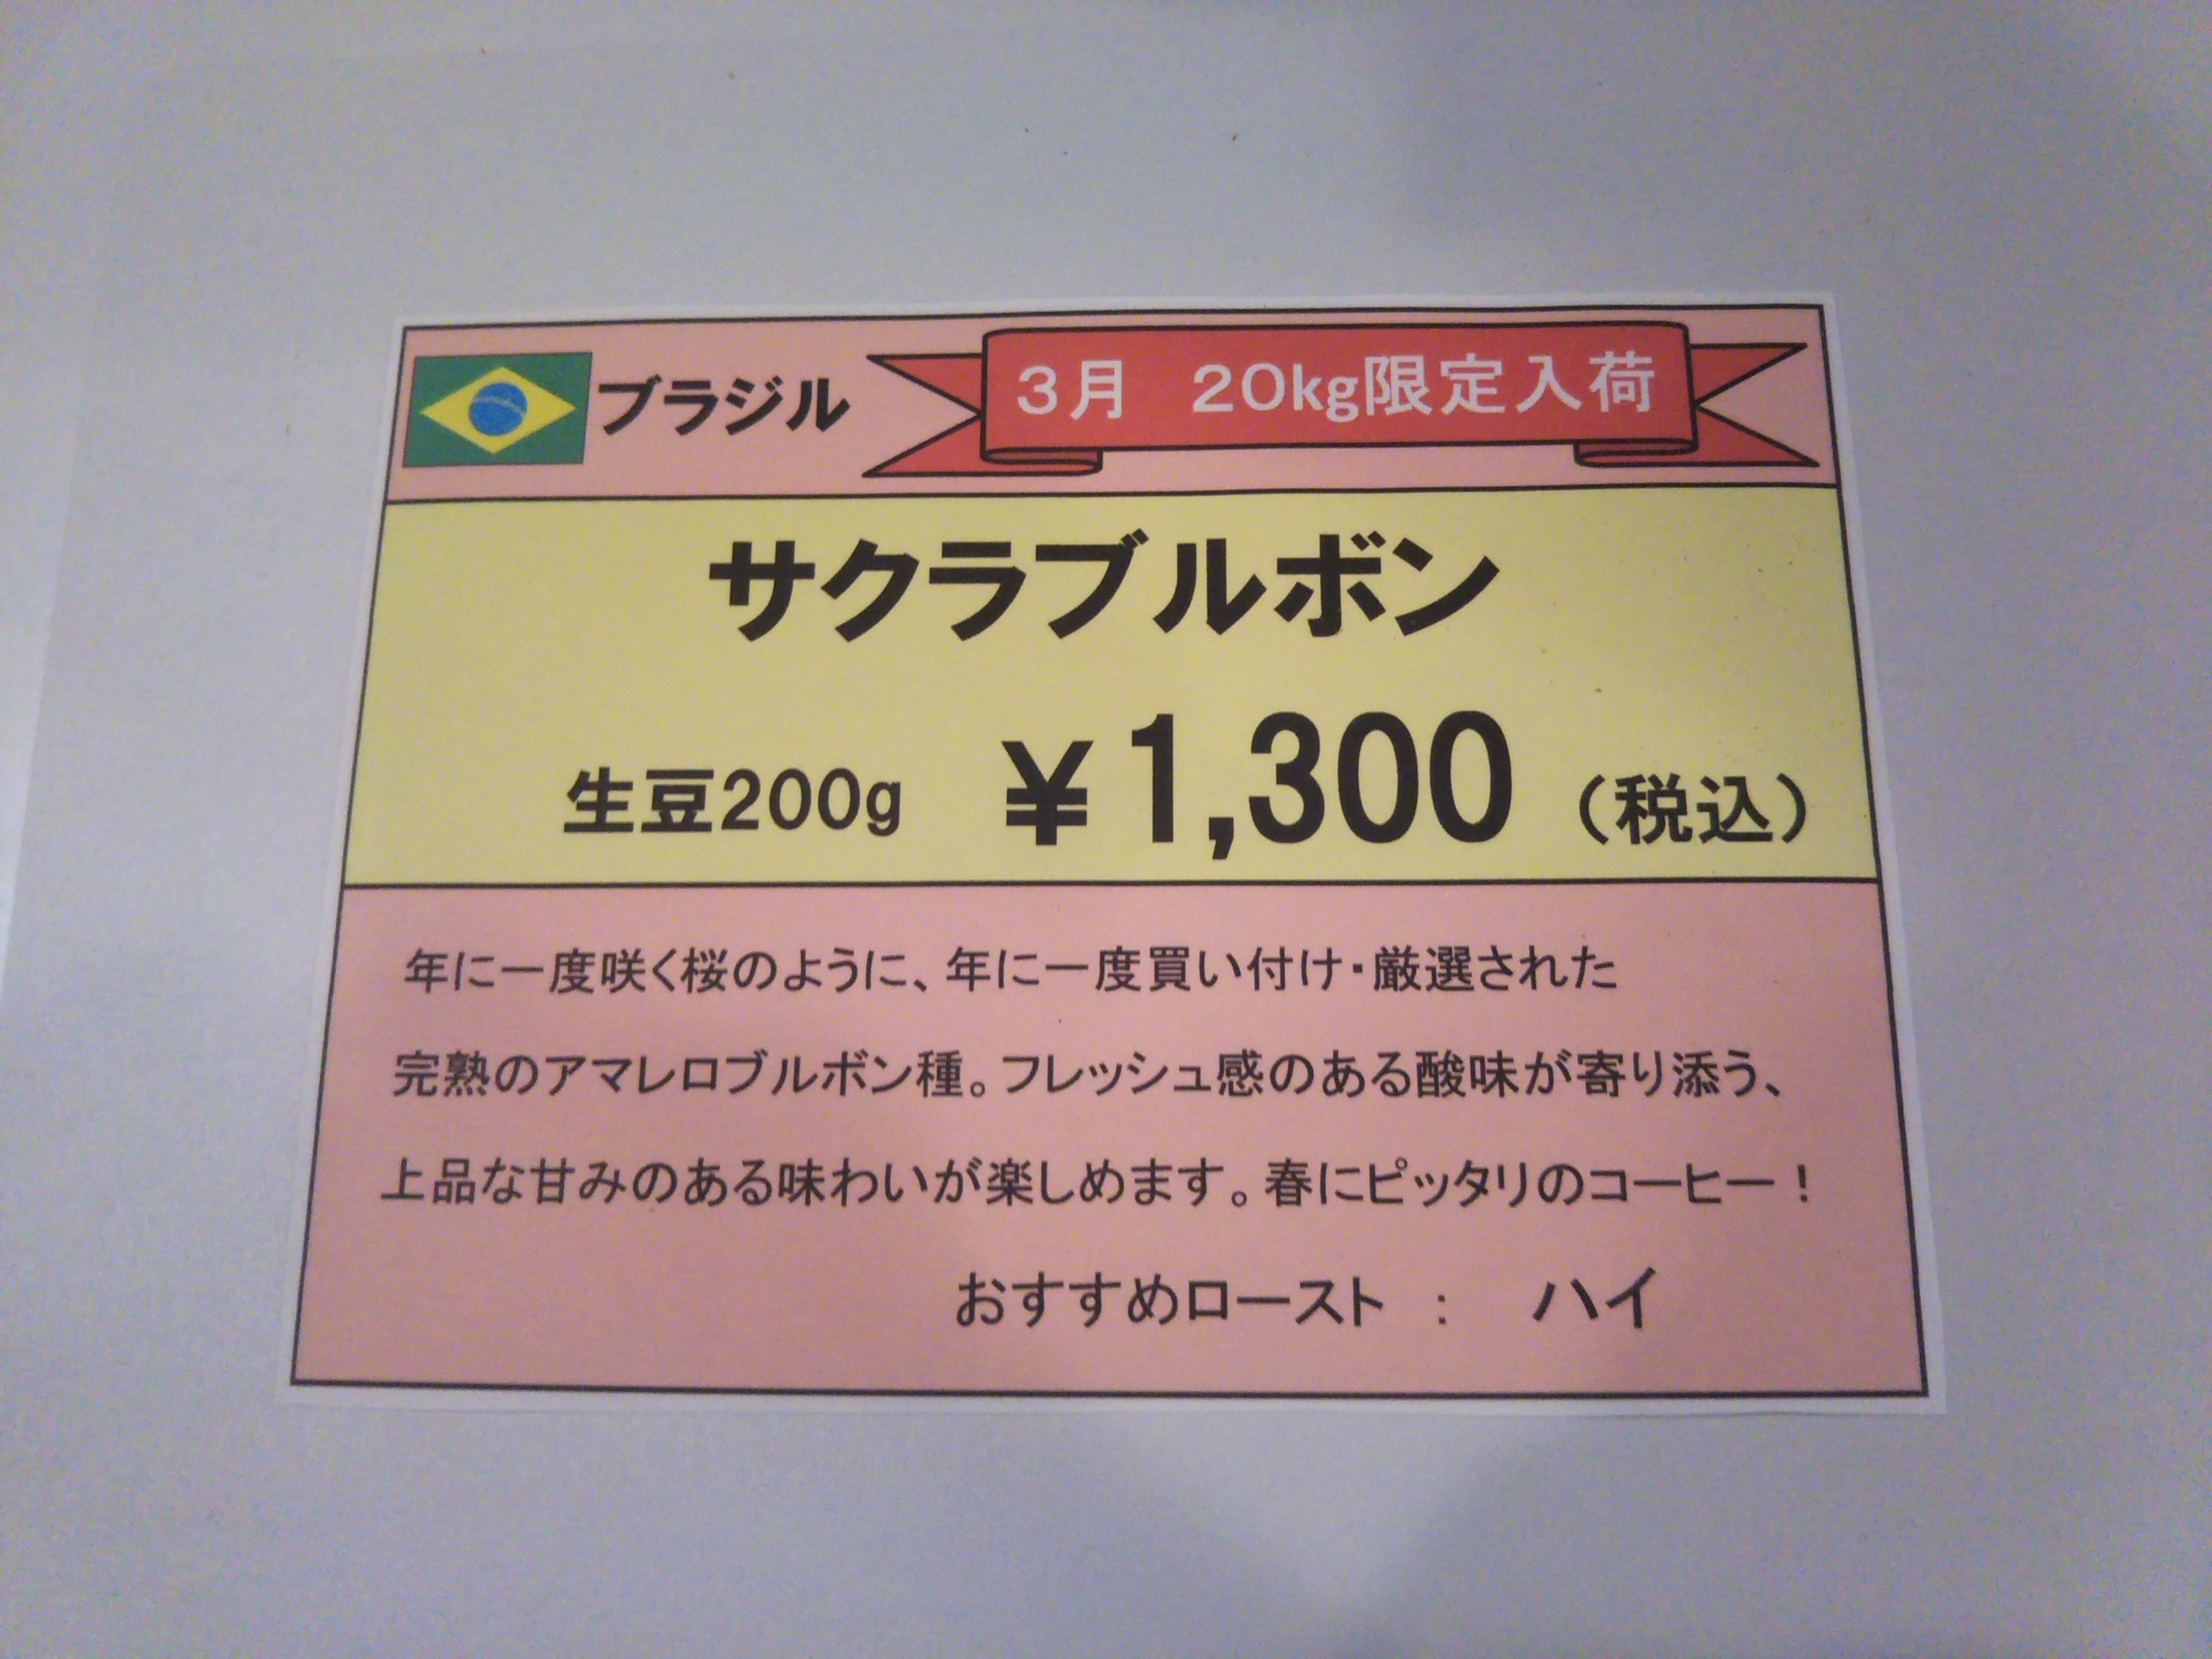 ブラジル
3月 20kg限定入荷
サクラブルボン
生豆200g ¥1,300 (税込)
年に一度咲く桜のように、年に一度買い付け・厳選された
完熟のアマレロブルボン種。フレッシュ感のある酸味が寄り添う、
上品な甘みのある味わいが楽しめます。春にピッタリのコーヒー!
おすすめロースト : ハイ